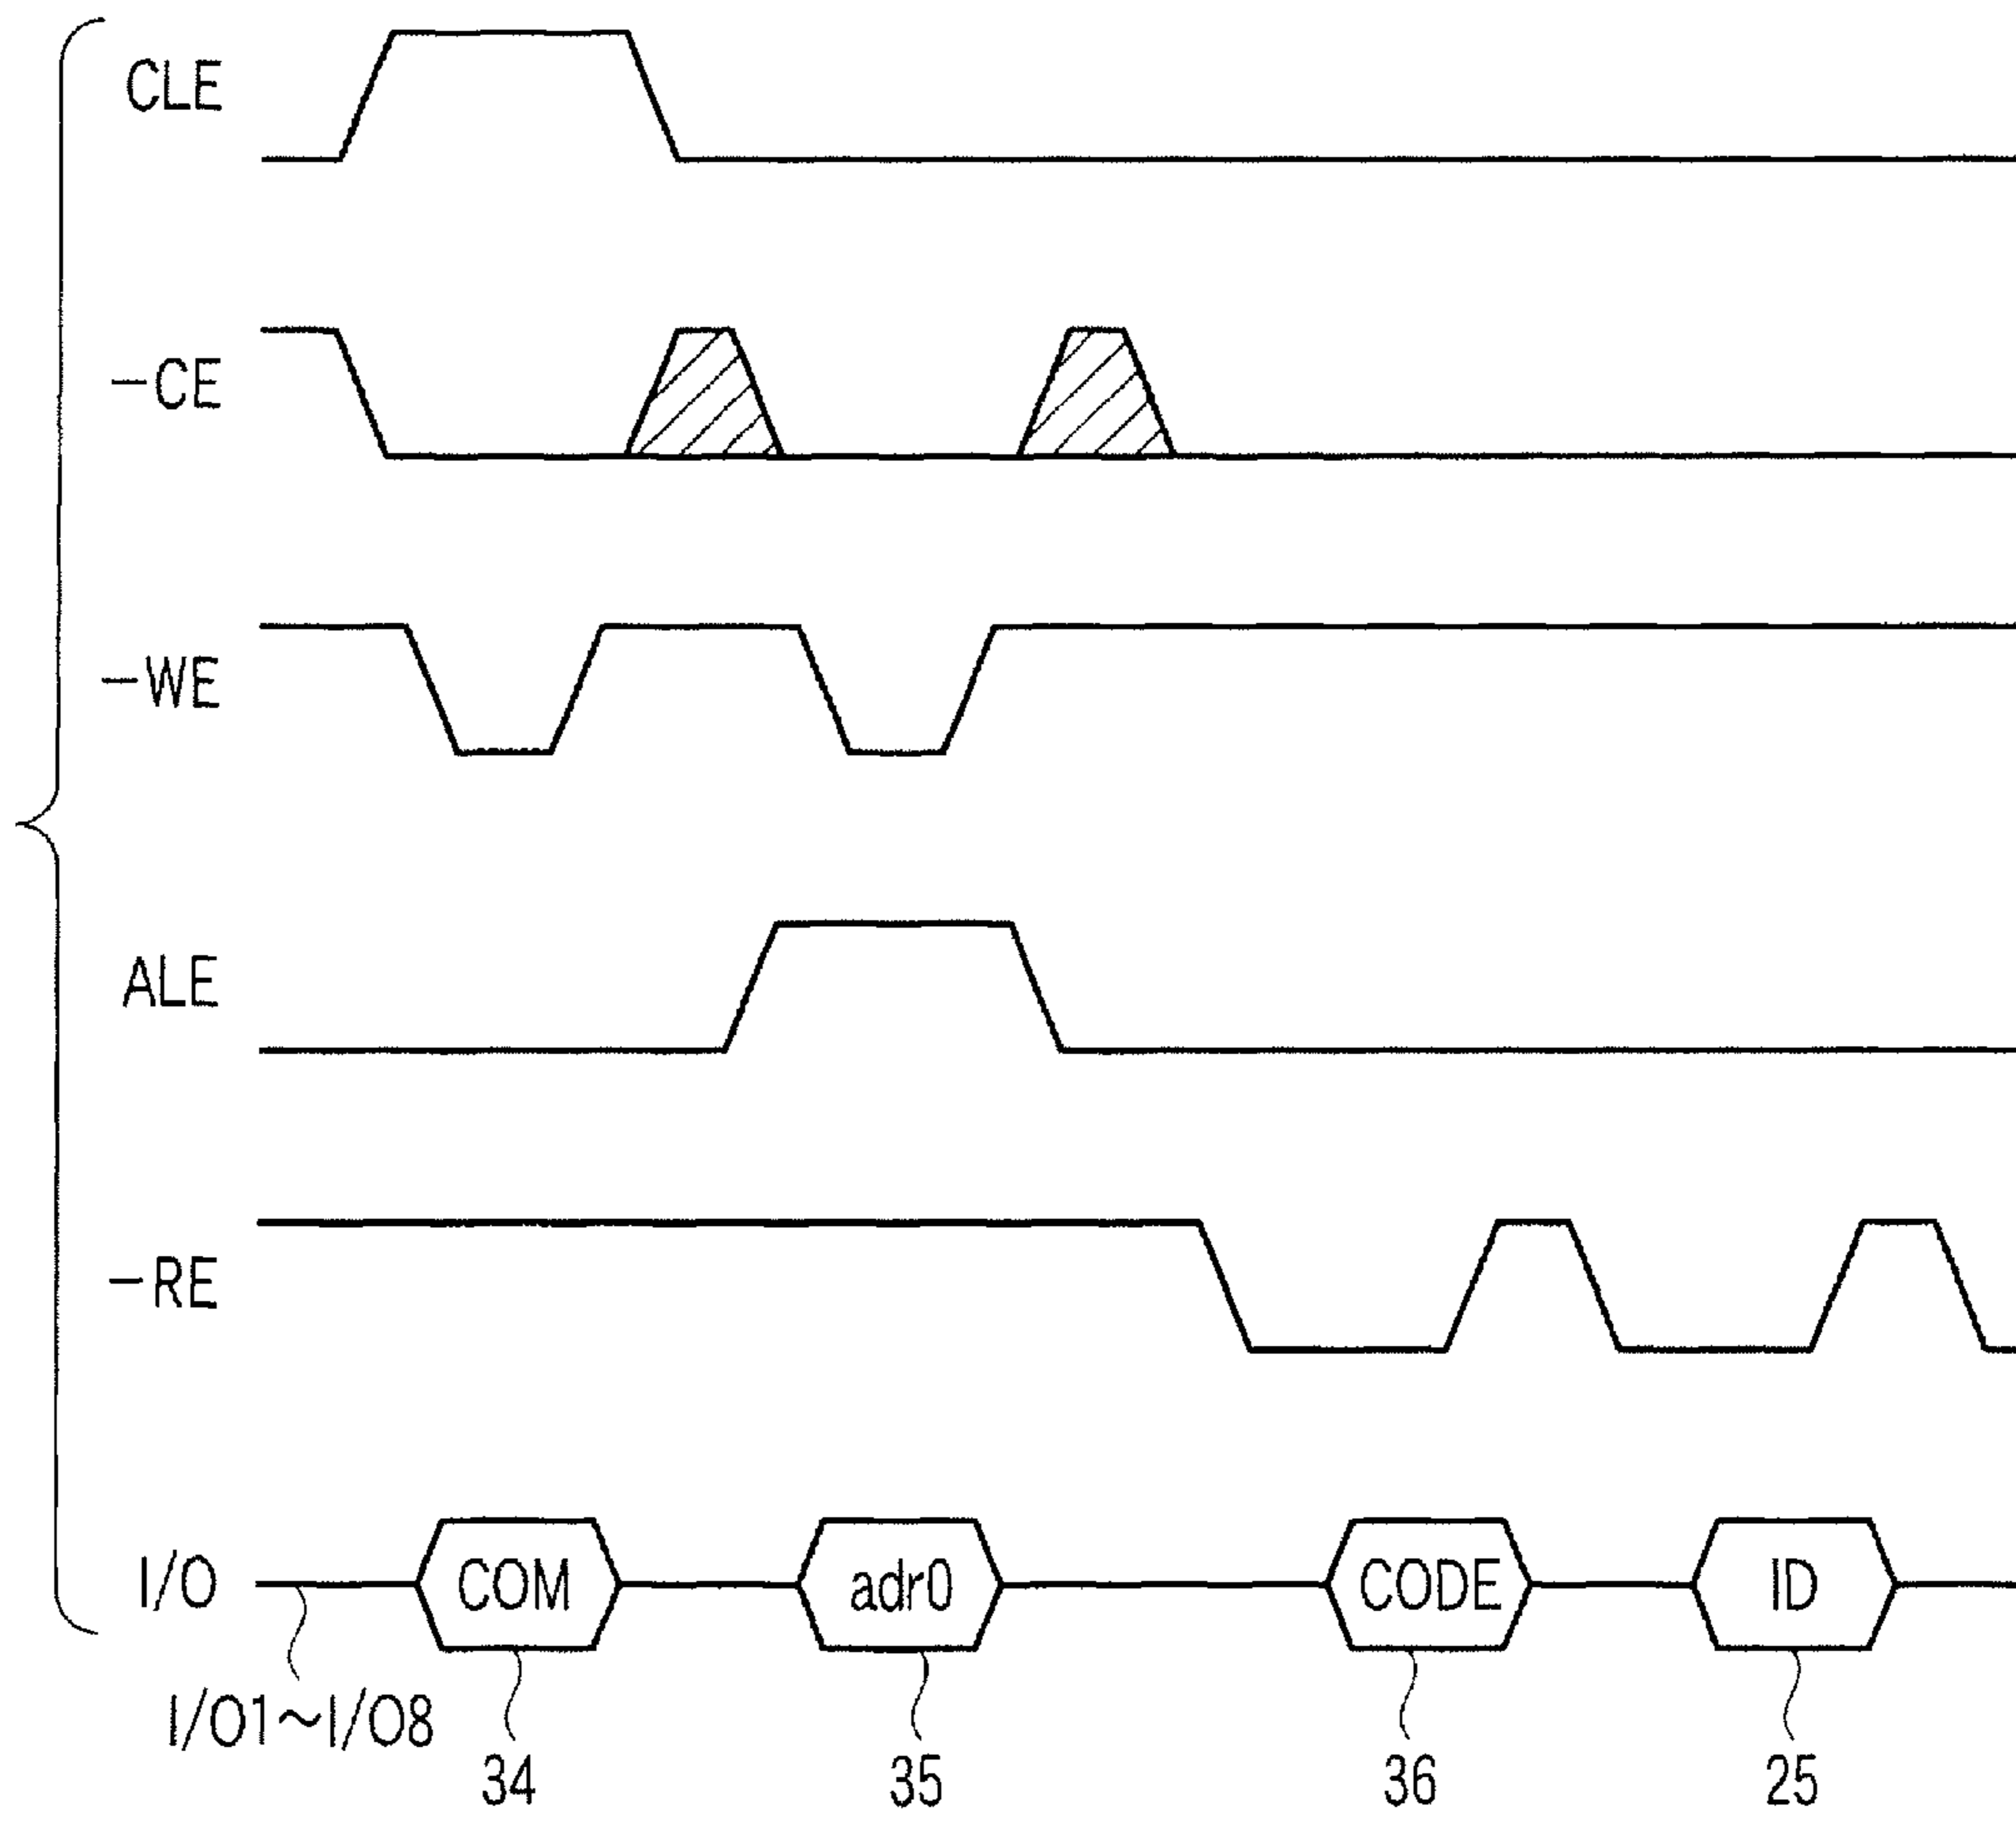 CLE
-CE
-WE
ALE
-RE
I/O COM adr0 CODE ID
I/O1~I/O8
34 35 36 25